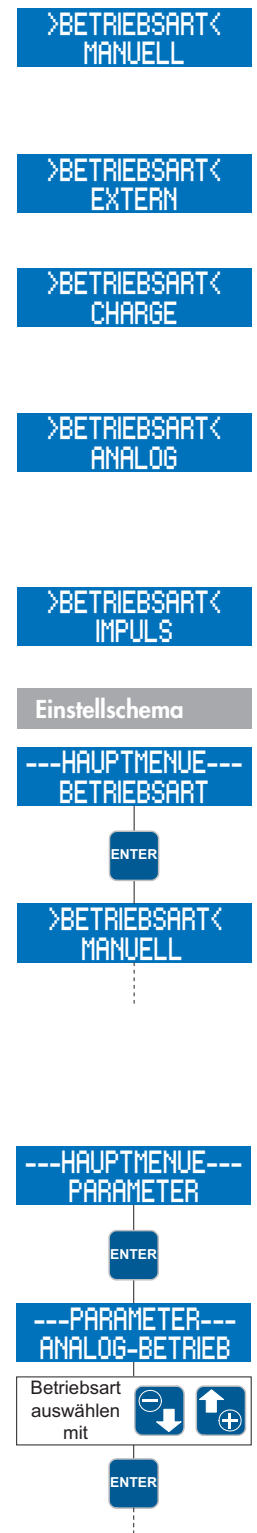 >BETRIEBSART<
MANUELL
>BETRIEBSART<
EXTERN
>BETRIEBSART<
CHARGE
>BETRIEBSART<
ANALOG
>BETRIEBSART<
IMPULS
Einstellschema
---HAUPTMENUE---
BETRIEBSART
ENTER
>BETRIEBSART<
MANUELL
---HAUPTMENUE---
PARAMETER
ENTER
---PARAMETER---
ANALOG-BETRIEB
Betriebsart
auswählen
mit
ENTER